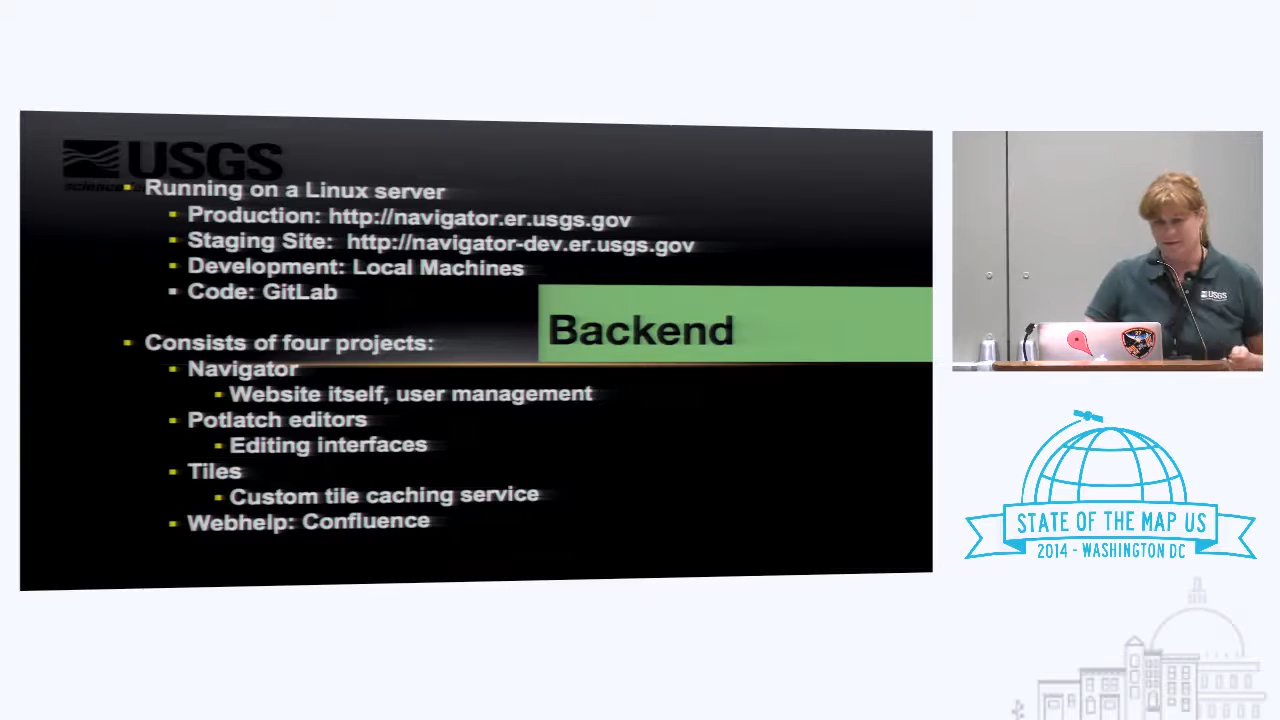 USGS
Running on a Linux server
Production: http://navigator.er.usgs.gov
Staging Site: http://navigator-dev.er.usgs.gov
Development: Local Machines
Code: GitLab
Backend
Consists of four projects:
Navigator
Website itself, user management
Potlatch editors
Editing interfaces
Tiles
Custom tile caching service
Webhelp: Confluence
USGS
STATE OF THE MAP US
2014 - WASHINGTON DC